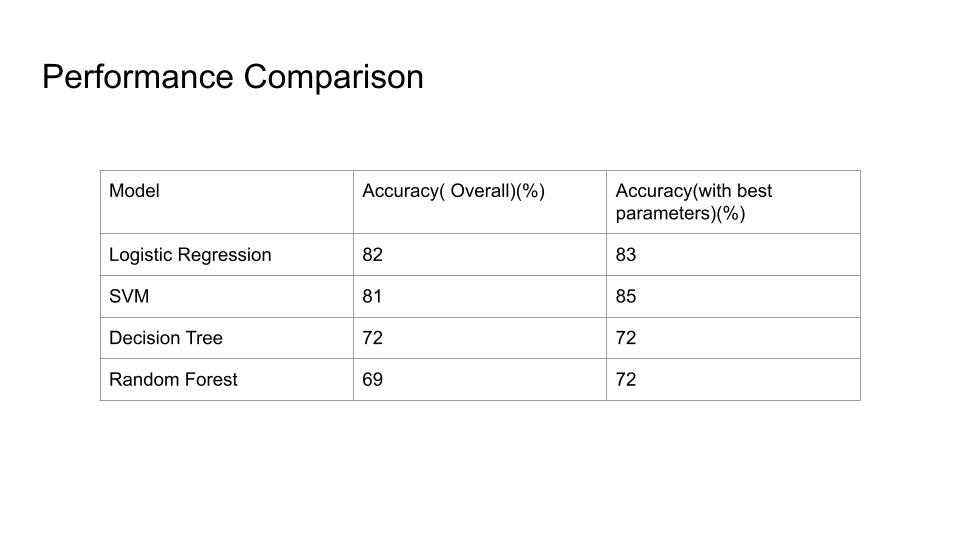 Performance Comparison
Model Accuracy( Overall)(%) Accuracy(with best
parameters)(%)
Logistic Regression 82 83
SVM 81 85
Decision Tree 72 72
Random Forest 69 72